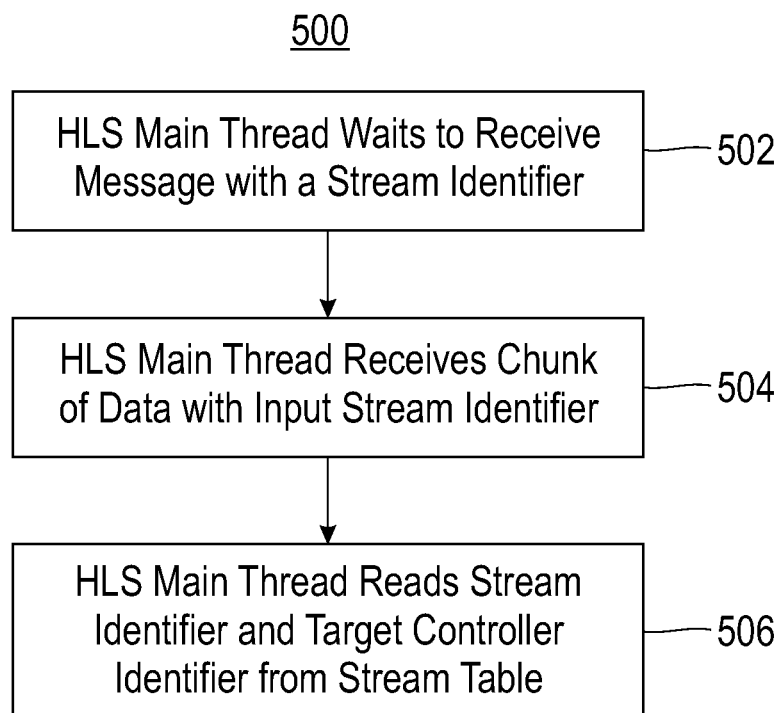 500
HLS Main Thread Waits to Receive
Message with a Stream Identifier
502
HLS Main Thread Receives Chunk
of Data with Input Stream Identifier
504
HLS Main Thread Reads Stream
Identifier and Target Controller
Identifier from Stream Table
506